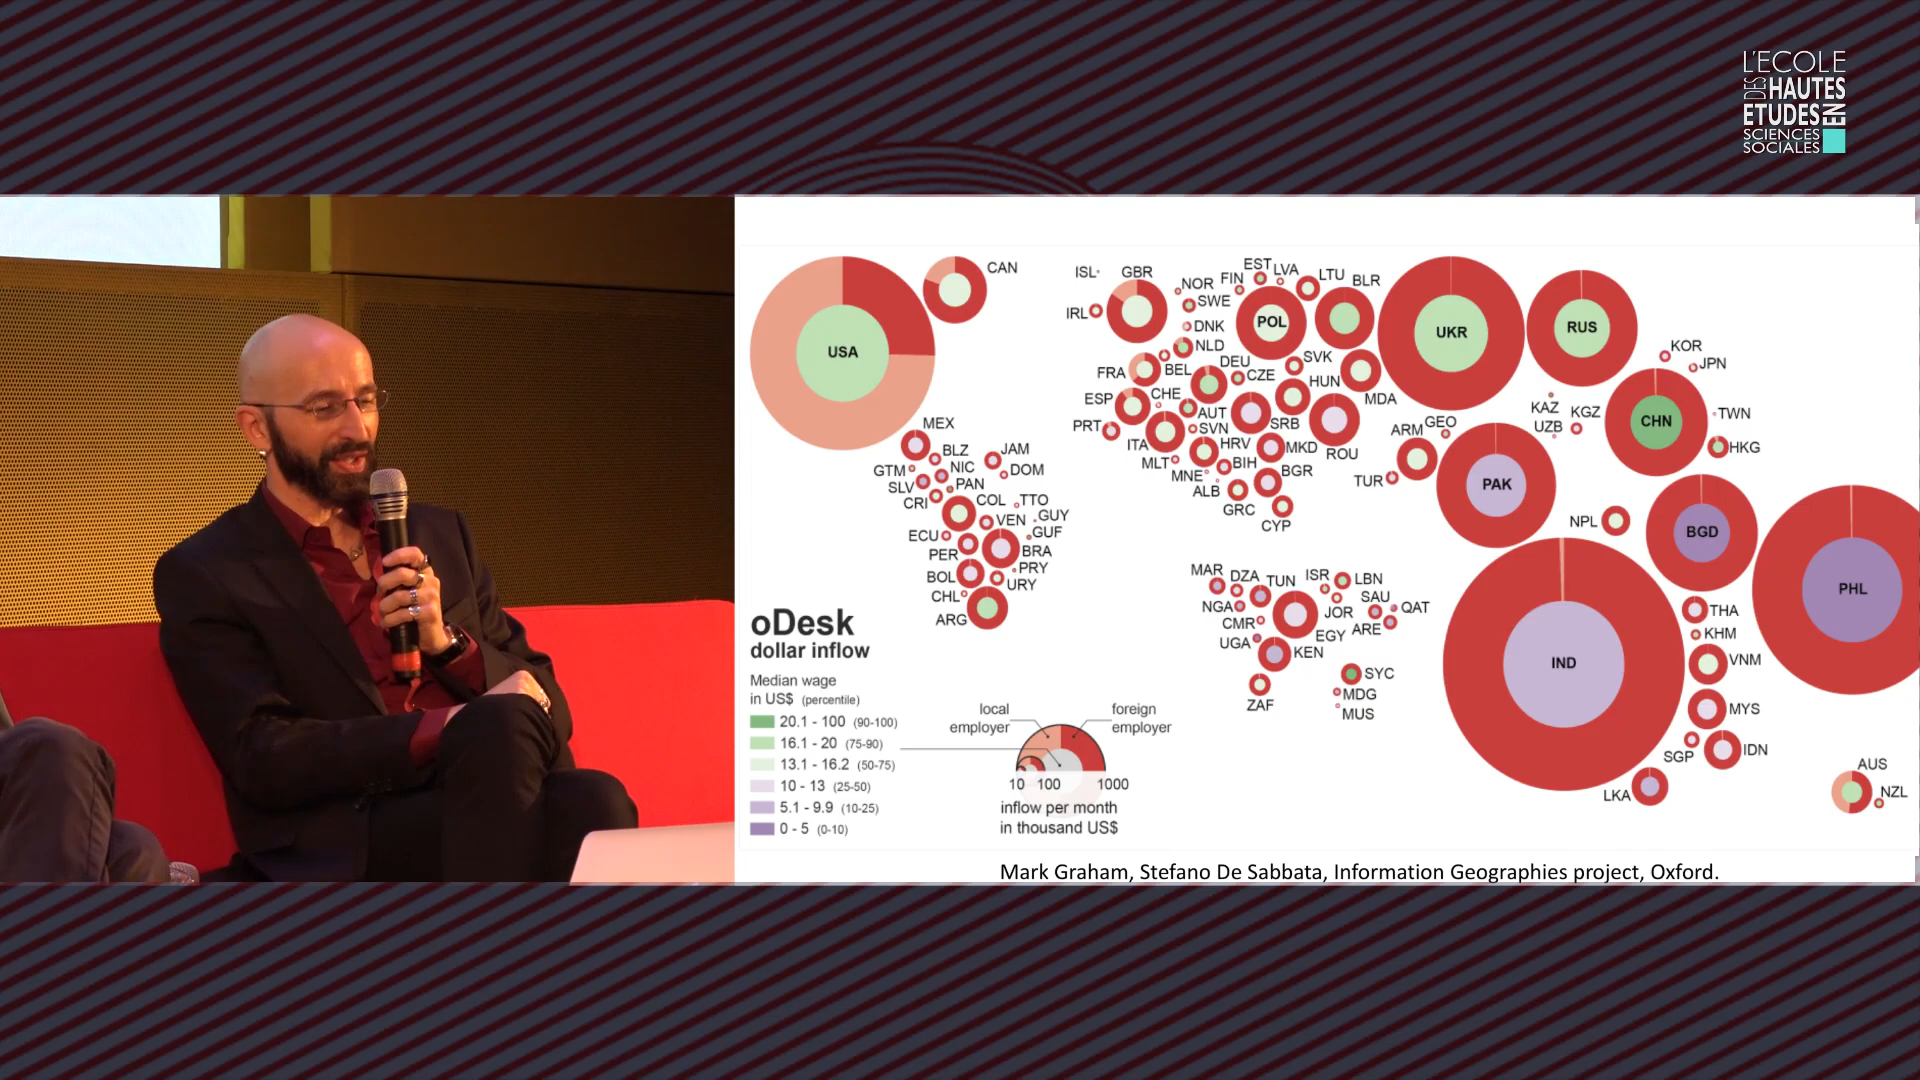 L'ECOLE
DES HAUTES
ETUDES EN
SCIENCES
SOCIALES
USA
CAN
MEX
BLZ
JAM
GTM
NIC
DOM
SLV
PAN
CRI
COL
TTO
VEN
GUY
ECU
GUF
PER
BRA
PRY
BOL
URY
CHL
ARG
ISL
GBR
NOR
FIN
EST
LVA
LTU
BLR
IRL
SWE
POL
DNK
NLD
FRA
BEL
DEU
CZE
SVK
HUN
MDA
ESP
CHE
AUT
SRB
ROU
PRT
ITA
SVN
HRV
MKD
MLT
MNE
BIH
BGR
ALB
GRC
CYP
UKR
RUS
KOR
JPN
KAZ
KGZ
UZB
CHN
TWN
HKG
ARM
GEO
TUR
PAK
NPL
BGD
PHL
IND
MAR
DZA
TUN
ISR
LBN
SAU
QAT
NGA
JOR
CMR
ARE
UGA
EGY
KEN
SYC
MDG
ZAF
MUS
THA
KHM
VNM
MYS
SGP
IDN
LKA
AUS
NZL
oDesk
dollar inflow
Median wage
in US$ (percentile)
20.1 - 100 (90-100)
16.1 - 20 (75-90)
13.1 - 16.2 (50-75)
10 - 13 (25-50)
5.1 - 9.9 (10-25)
0 - 5 (0-10)
local
employer
foreign
employer
10 100 1000
inflow per month
in thousand US$
Mark Graham, Stefano De Sabbata, Information Geographies project, Oxford.